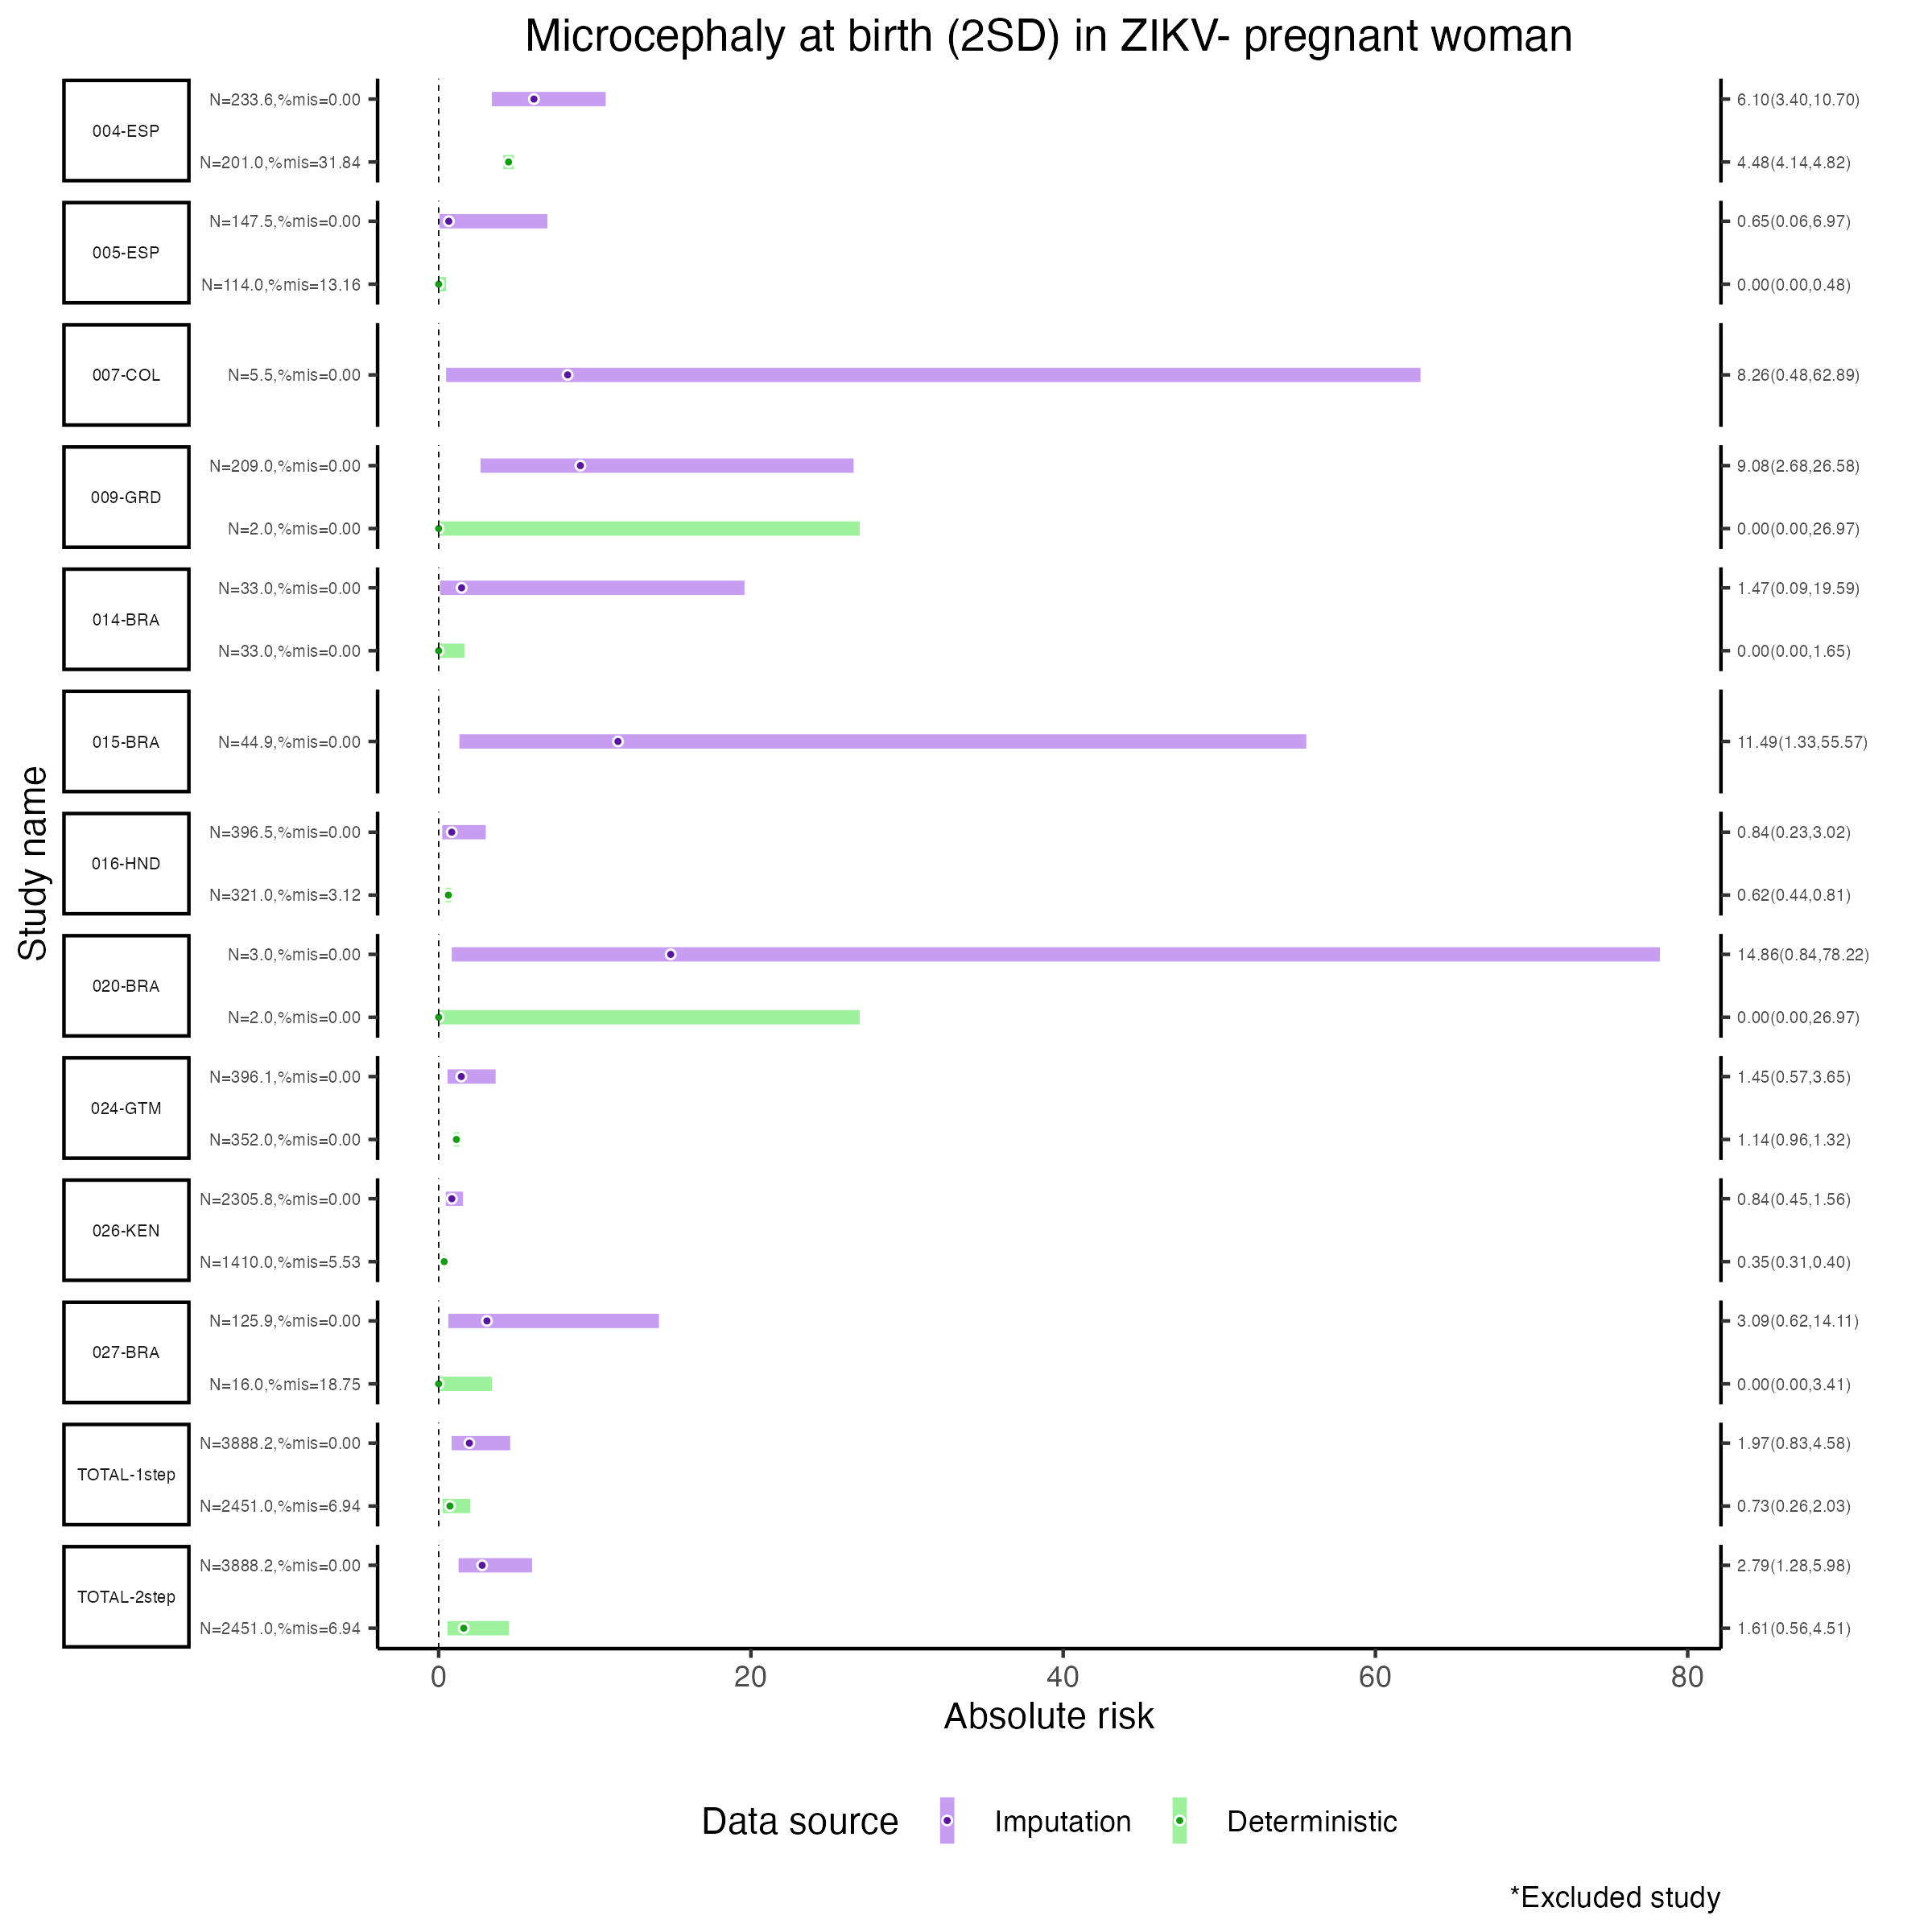 Microcephaly at birth (2SD) in ZIKV- pregnant woman
Study name
004-ESP
N=233.6,%mis=0.00
6.10(3.40,10.70)
N=201.0,%mis=31.84
4.48(4.14,4.82)
005-ESP
N=147.5,%mis=0.00
0.65(0.06,6.97)
N=114.0,%mis=13.16
0.00(0.00,0.48)
007-COL
N=5.5,%mis=0.00
8.26(0.48,62.89)
009-GRD
N=209.0,%mis=0.00
9.08(2.68,26.58)
N=2.0,%mis=0.00
0.00(0.00,26.97)
014-BRA
N=33.0,%mis=0.00
1.47(0.09,19.59)
N=33.0,%mis=0.00
0.00(0.00,1.65)
015-BRA
N=44.9,%mis=0.00
11.49(1.33,55.57)
016-HND
N=396.5,%mis=0.00
0.84(0.23,3.02)
N=321.0,%mis=3.12
0.62(0.44,0.81)
020-BRA
N=3.0,%mis=0.00
14.86(0.84,78.22)
N=2.0,%mis=0.00
0.00(0.00,26.97)
024-GTM
N=396.1,%mis=0.00
1.45(0.57,3.65)
N=352.0,%mis=0.00
1.14(0.96,1.32)
026-KEN
N=2305.8,%mis=0.00
0.84(0.45,1.56)
N=1410.0,%mis=5.53
0.35(0.31,0.40)
027-BRA
N=125.9,%mis=0.00
3.09(0.62,14.11)
N=16.0,%mis=18.75
0.00(0.00,3.41)
TOTAL-1step
N=3888.2,%mis=0.00
1.97(0.83,4.58)
N=2451.0,%mis=6.94
0.73(0.26,2.03)
TOTAL-2step
N=3888.2,%mis=0.00
2.79(1.28,5.98)
N=2451.0,%mis=6.94
1.61(0.56,4.51)
0 20 40 60 80
Absolute risk
Data source Imputation Deterministic
*Excluded study